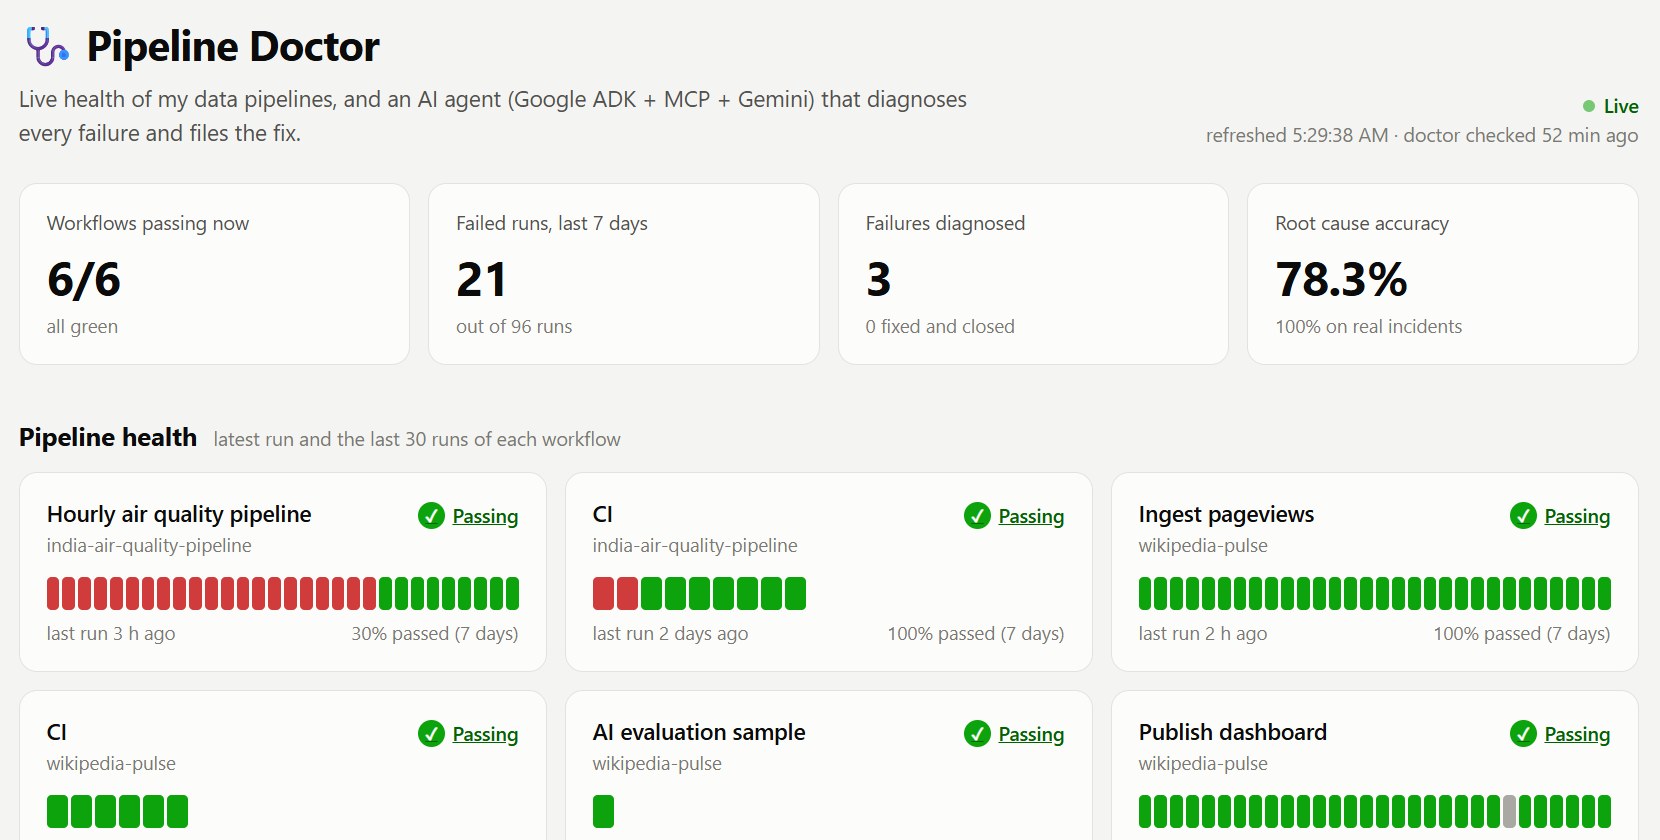 Pipeline Doctor
Live health of my data pipelines, and an AI agent (Google ADK + MCP + Gemini) that diagnoses
every failure and files the fix.
Live
refreshed 5:29:38 AM · doctor checked 52 min ago
Workflows passing now
6/6
all green
Failed runs, last 7 days
21
out of 96 runs
Failures diagnosed
3
0 fixed and closed
Root cause accuracy
78.3%
100% on real incidents
Pipeline health latest run and the last 30 runs of each workflow
Hourly air quality pipeline
Passing
india-air-quality-pipeline
last run 3 h ago
30% passed (7 days)
CI
Passing
india-air-quality-pipeline
last run 2 days ago
100% passed (7 days)
Ingest pageviews
Passing
wikipedia-pulse
last run 2 h ago
100% passed (7 days)
CI
Passing
wikipedia-pulse
AI evaluation sample
Passing
wikipedia-pulse
Publish dashboard
Passing
wikipedia-pulse